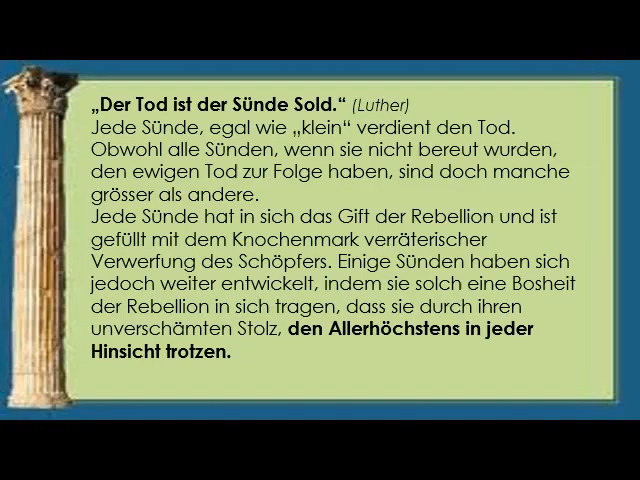 „Der Tod ist der Sünde Sold.“ (Luther)
Jede Sünde, egal wie „klein“ verdient den Tod.
Obwohl alle Sünden, wenn sie nicht bereut wurden,
den ewigen Tod zur Folge haben, sind doch manche
grösser als andere.
Jede Sünde hat in sich das Gift der Rebellion und ist
gefüllt mit dem Knochenmark verräterischer
Verwerfung des Schöpfers. Einige Sünden haben sich
jedoch weiter entwickelt, indem sie solch eine Bosheit
der Rebellion in sich tragen, dass sie durch ihren
unverschämten Stolz, den Allerhöchstens in jeder
Hinsicht trotzen.